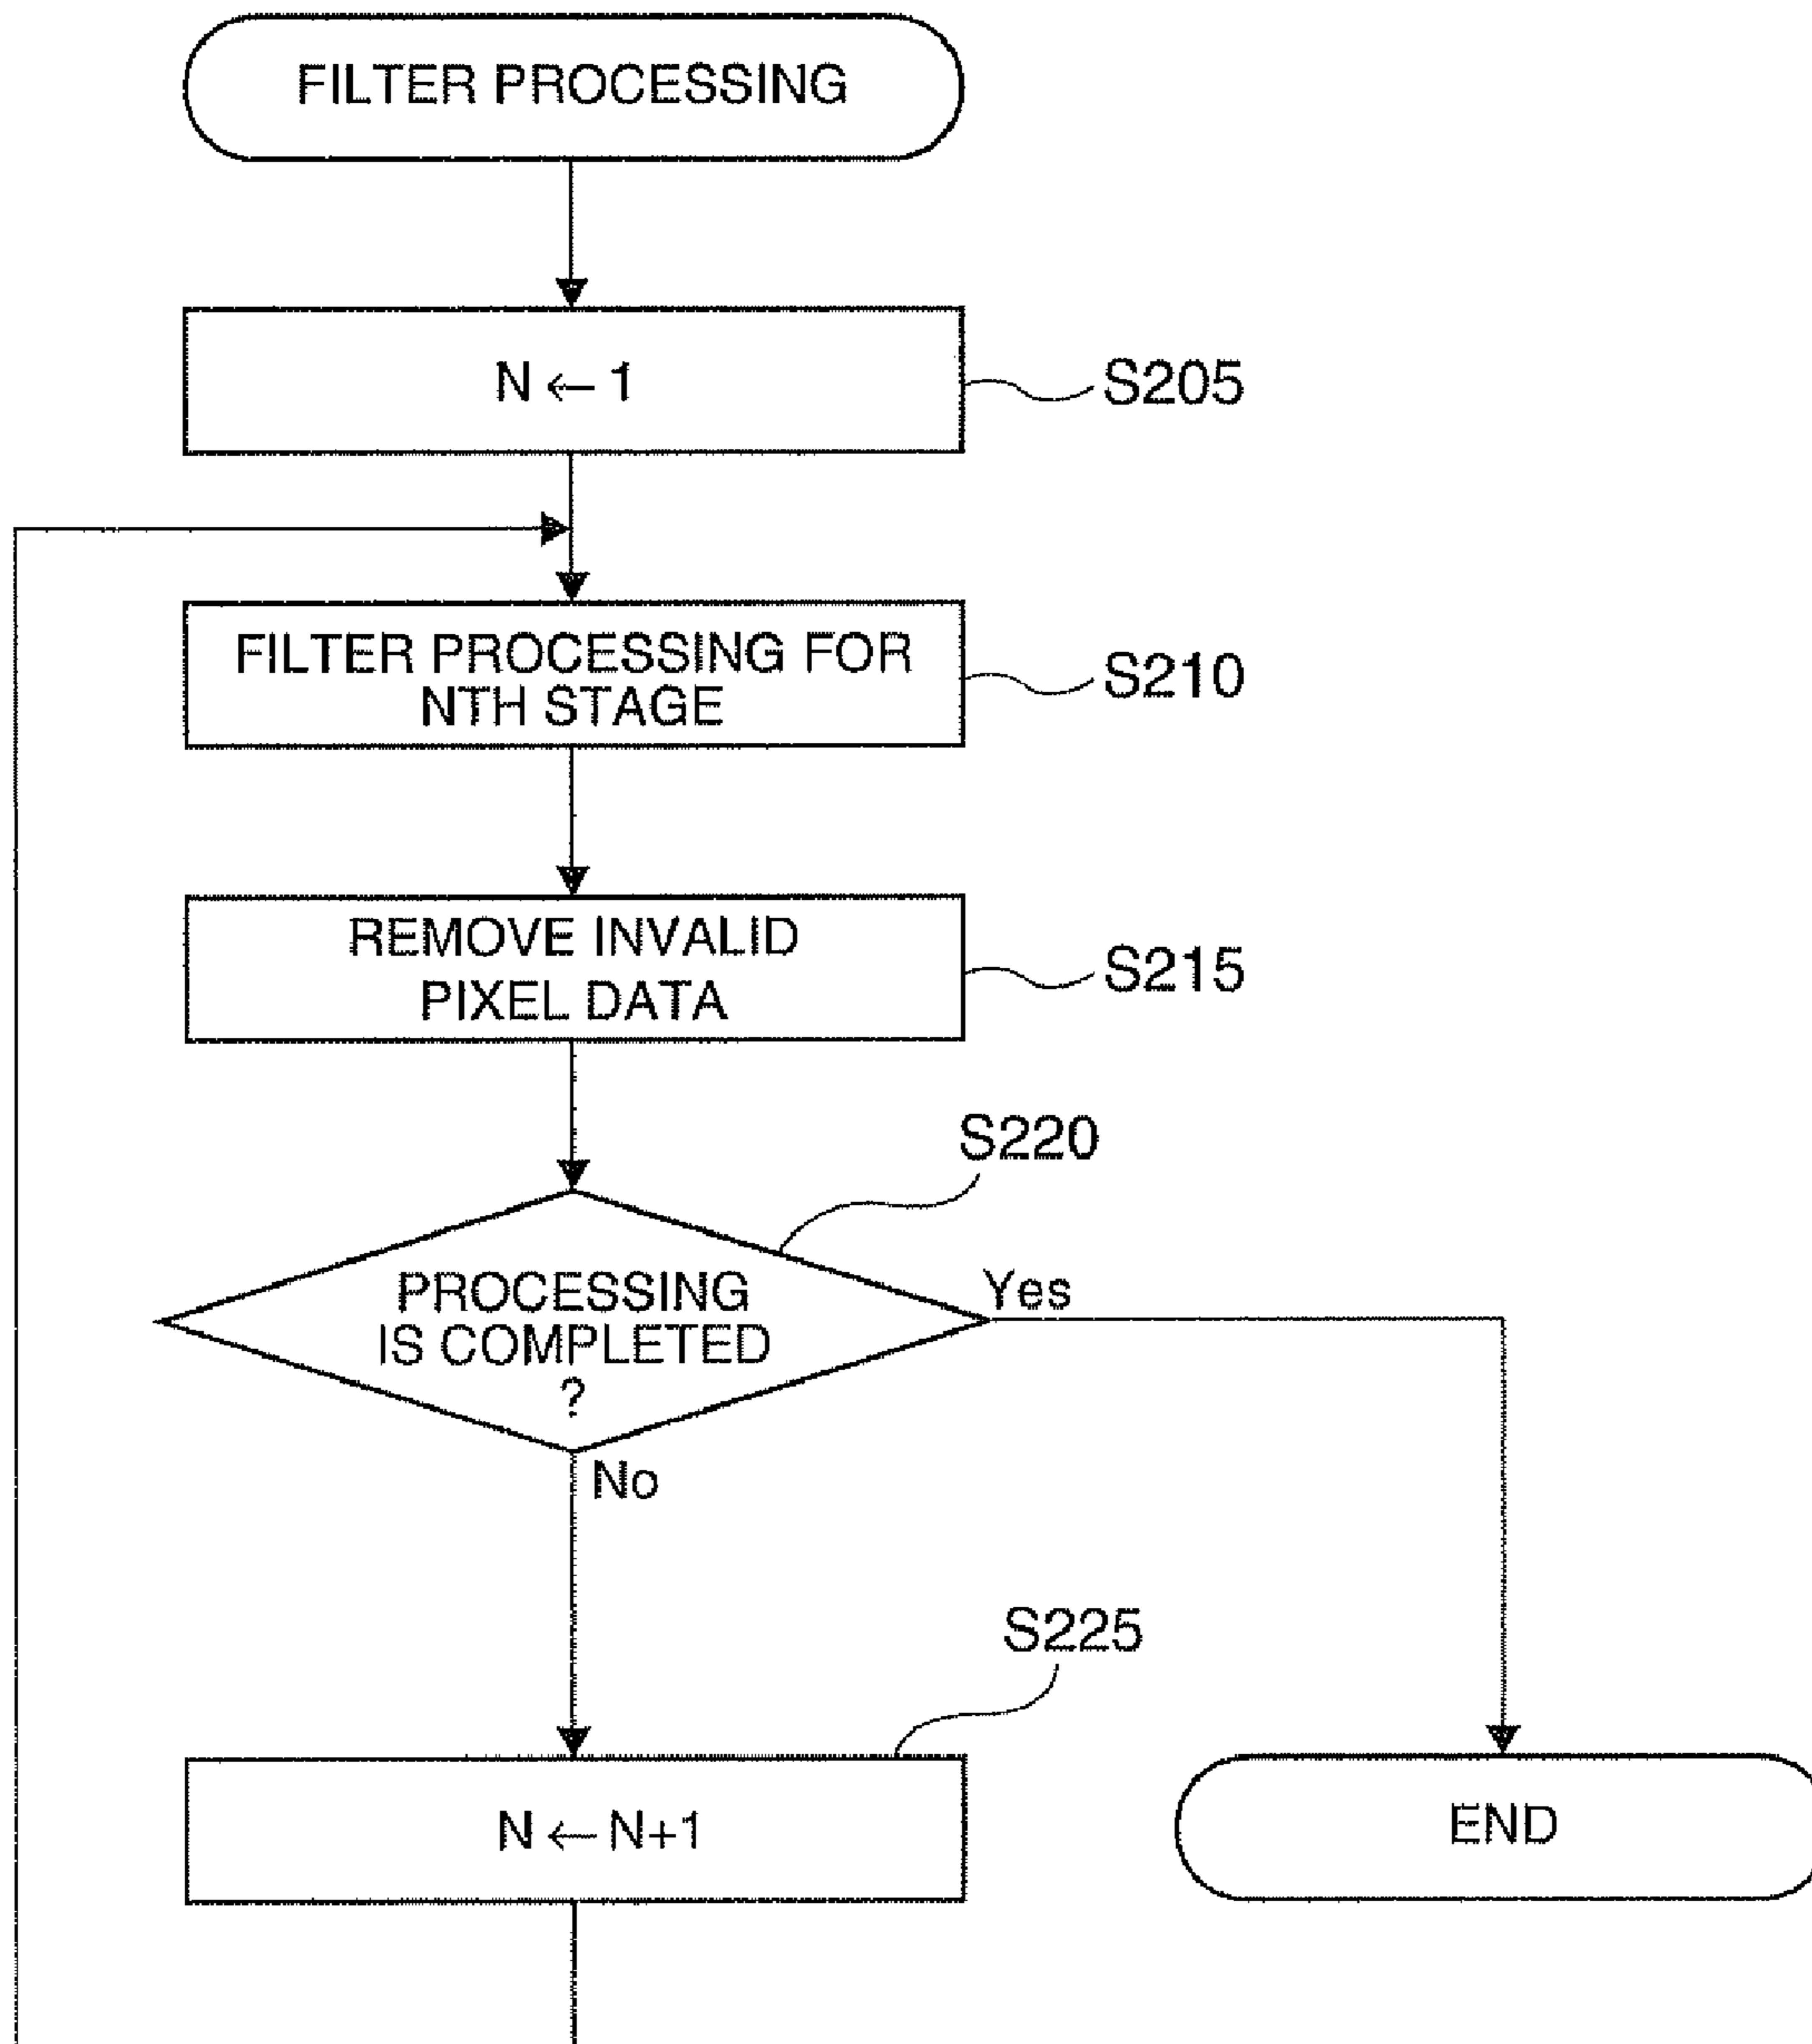 FILTER PROCESSING
N ← 1
S205
FILTER PROCESSING FOR
NTH STAGE
S210
REMOVE INVALID
PIXEL DATA
S215
S220
PROCESSING
IS COMPLETED
?
Yes
No
S225
N ← N+1
END